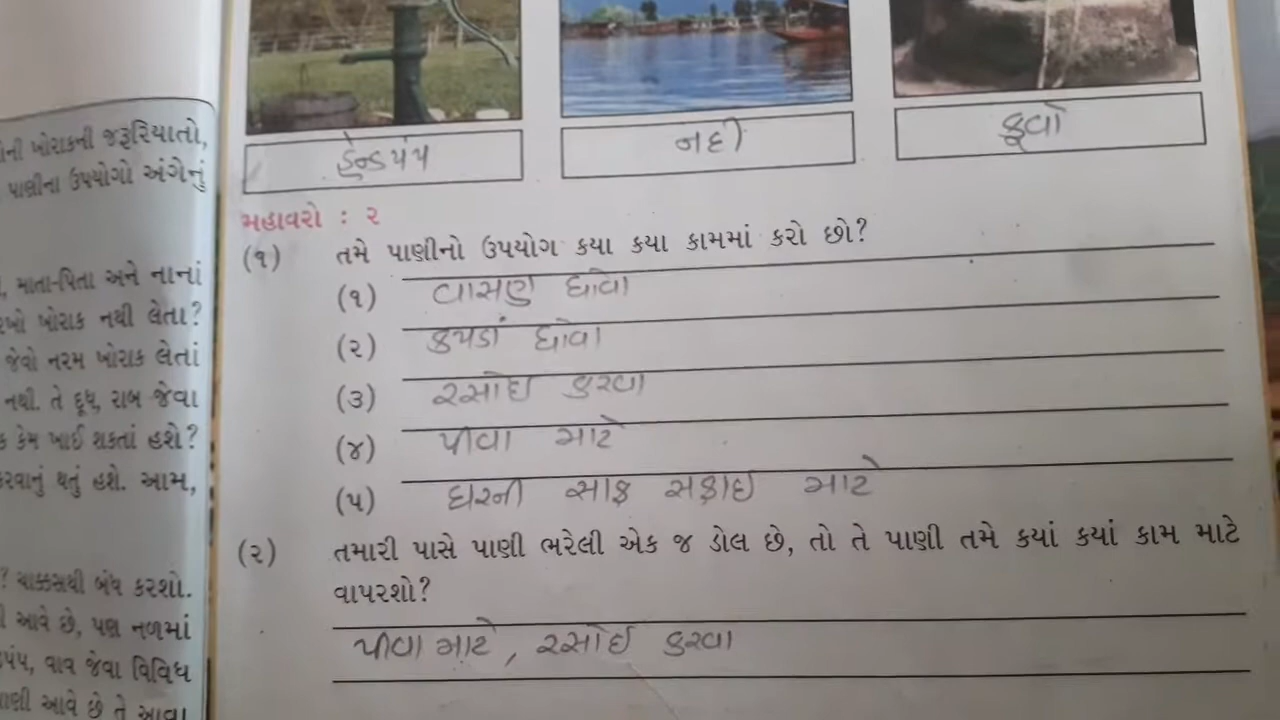 ખોરાકની જરૂરિયાતો,
પાણીના ઉપયોગો અંગેનું
માતા-પિતા અને નાનાં
ખોરાક નથી લેતા?
જેવો નરમ ખોરાક લેતાં
નથી. તે દૂધ, રાબ જેવા
કેમ ખાઈ શકતાં હશે?
કરવાનું થતું હશે. આમ,
? ચોક્કસથી બંધ કરશો.
આવે છે, પણ નળમાં
વાવ જેવા વિવિધ
પાણી આવે છે તે આવા
હેન્ડપંપ
નદી
કૂવો
મહાવરો : ૨
(૧) તમે પાણીનો ઉપયોગ કયા કયા કામમાં કરો છો?
(૧) વાસણ ધોવા
(૨) કપડાં ધોવા
(૩) રસોઇ કરવા
(૪) પીવા માટે
(૫) ઘરની સાફ સફાઇ માટે
(૨) તમારી પાસે પાણી ભરેલી એક જ ડોલ છે, તો તે પાણી તમે કયાં કયાં કામ માટે
વાપરશો?
પીવા માટે, રસોઈ કરવા